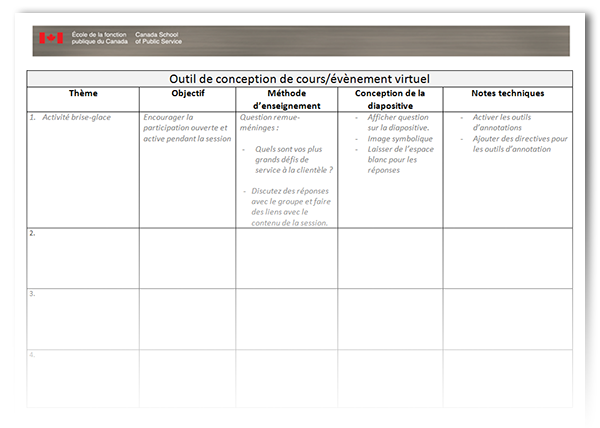 École de la fonction
publique du Canada
Canada School
of Public Service
Outil de conception de cours/évènement virtuel
Thème
Objectif
Méthode
d'enseignement
Conception de la
diapositive
Notes techniques
1. Activité brise-glace
Encourager la
participation ouverte et
active pendant la session
Question remue-
méninges :
- Quels sont vos plus
grands défis de
service à la clientèle ?
- Discutez des réponses
avec le groupe et faire
des liens avec le
contenu de la session.
- Afficher question
sur la diapositive.
- Image symbolique
- Laisser de l'espace
blanc pour les
réponses
- Activer les outils
d'annotations
- Ajouter des directives pour
les outils d'annotation
2.
3.
4.